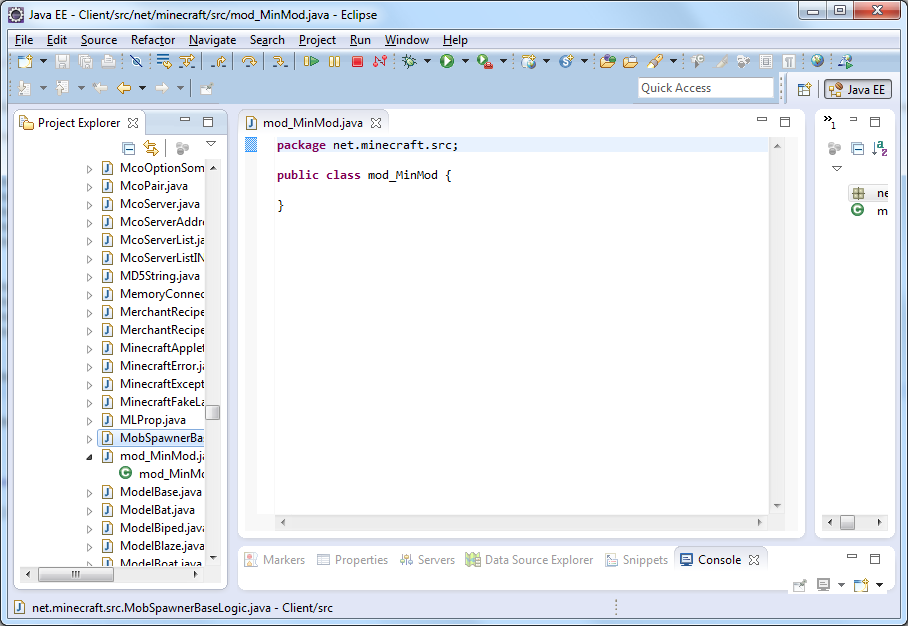 Java EE - Client/src/net/minecraft/src/mod_MinMod.java - Eclipse
File Edit Source Refactor Navigate Search Project Run Window Help
Quick Access
Java EE
Project Explorer
McoOptionSom
McoPair.java
McoServer.java
McoServerAddre
McoServerList.ja
McoServerListIN
MD5String.java
MemoryConnec
MerchantRecipe
MerchantRecipe
MinecraftApplet
MinecraftError.ja
MinecraftExcept
MinecraftFakeLa
MLProp.java
MobSpawnerBas
mod_MinMod.ja
mod_MinMo
ModelBase.java
ModelBat.java
ModelBiped.java
ModelBlaze.java
ModelBoat.java
mod_MinMod.java
package net.minecraft.src;
public class mod_MinMod {
}
»1
ne
m
Markers Properties Servers Data Source Explorer Snippets Console
net.minecraft.src.MobSpawnerBaseLogic.java - Client/src